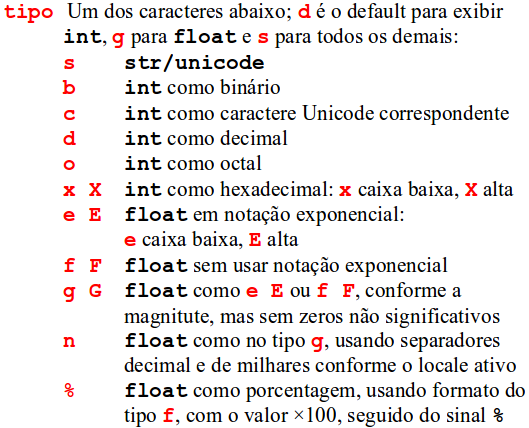 tipo Um dos caracteres abaixo; d é o default para exibir
int, g para float e s para todos os demais:
s str/unicode
b int como binário
c int como caractere Unicode correspondente
d int como decimal
o int como octal
x X int como hexadecimal: x caixa baixa, X alta
e E float em notação exponencial:
e caixa baixa, E alta
f F float sem usar notação exponencial
g G float como e E ou f F, conforme a
magnitute, mas sem zeros não significativos
n float como no tipo g, usando separadores
decimal e de milhares conforme o locale ativo
% float como porcentagem, usando formato do
tipo f, com o valor ×100, seguido do sinal %